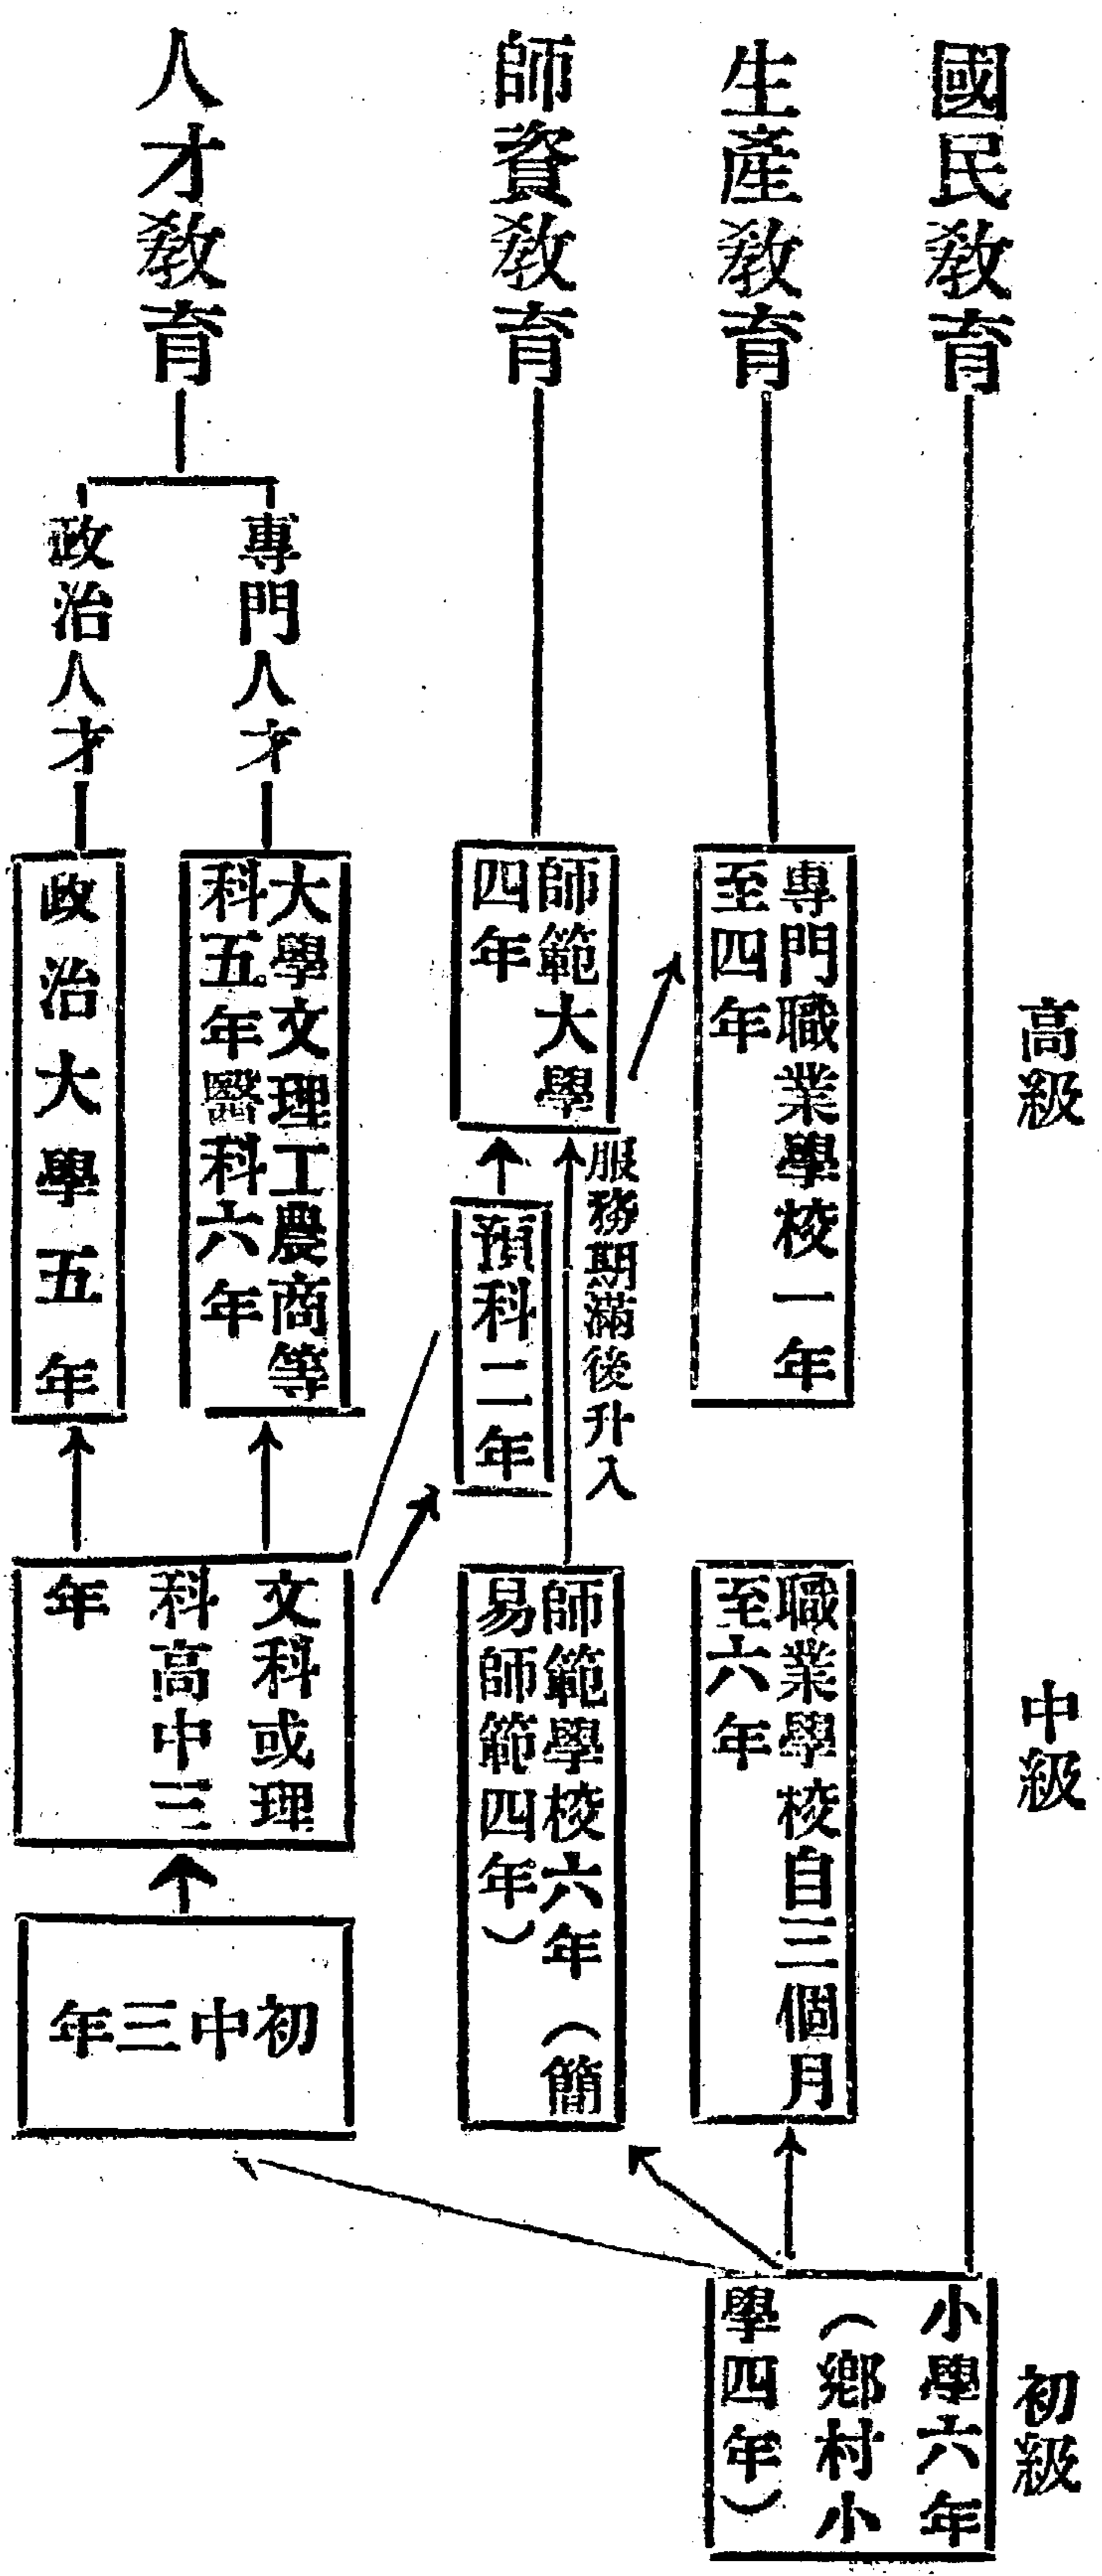 國民教育
生產教育
師資教育
人才教育
專門人才
政治人才
高級
中級
初級
專門職業學校一年
至四年
師範大學
四年
服務期滿後升入
預科二年
大學文理工農商等
科五年醫科六年
政治大學五年
職業學校自三個月
至六年
師範學校六年（簡
易師範四年）
文科或理
科高中三
年
初中三年
小學六年
（鄉村小
學四年）